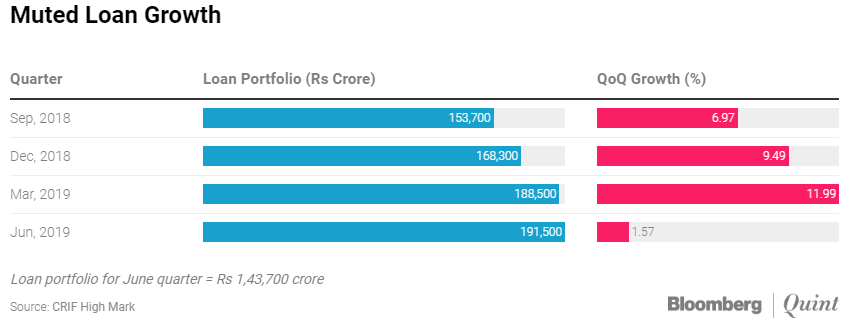 Muted Loan Growth
Quarter Loan Portfolio (Rs Crore) QoQ Growth (%)
Sep, 2018 153,700 6.97
Dec, 2018 168,300 9.49
Mar, 2019 188,500 11.99
Jun, 2019 191,500 1.57
Loan portfolio for June quarter = Rs 1,43,700 crore
Source: CRIF High Mark
Bloomberg | Quint